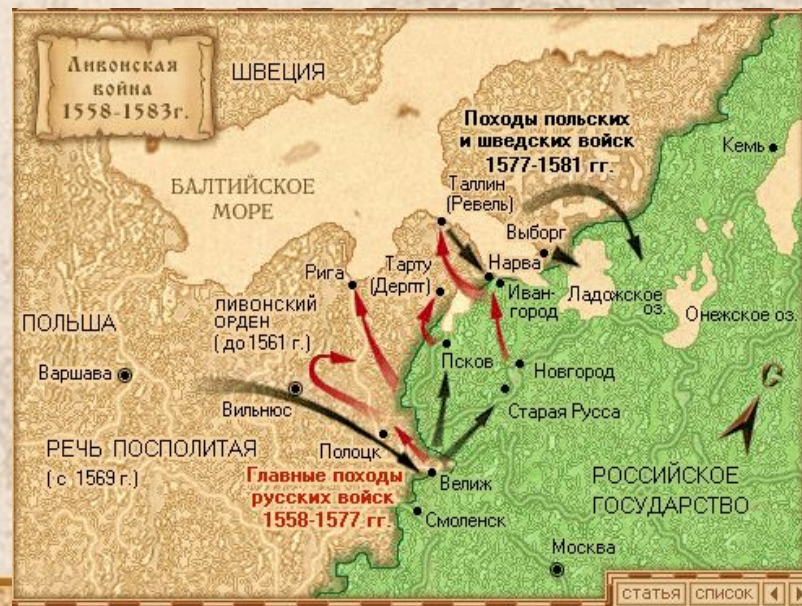 Ливонская
война
1558-1583г.
ШВЕЦИЯ
Походы польских
и шведских войск
1577-1581 гг.
Кемь
БАЛТИЙСКОЕ
МОРЕ
Таллин
(Ревель)
Выборг
Рига
Тарту
(Дерпт)
Нарва
Иван-
город
Ладожское
оз.
Онежское оз.
ЛИВОНСКИЙ
ОРДЕН
(до 1561 г.)
ПОЛЬША
Варшава
Псков
Новгород
Вильнюс
Старая Русса
С
РЕЧЬ ПОСПОЛИТАЯ
(с 1569 г.)
Полоцк
Главные походы
русских войск
1558-1577 гг.
Велиж
Смоленск
РОССИЙСКОЕ
ГОСУДАРСТВО
Москва
статья список